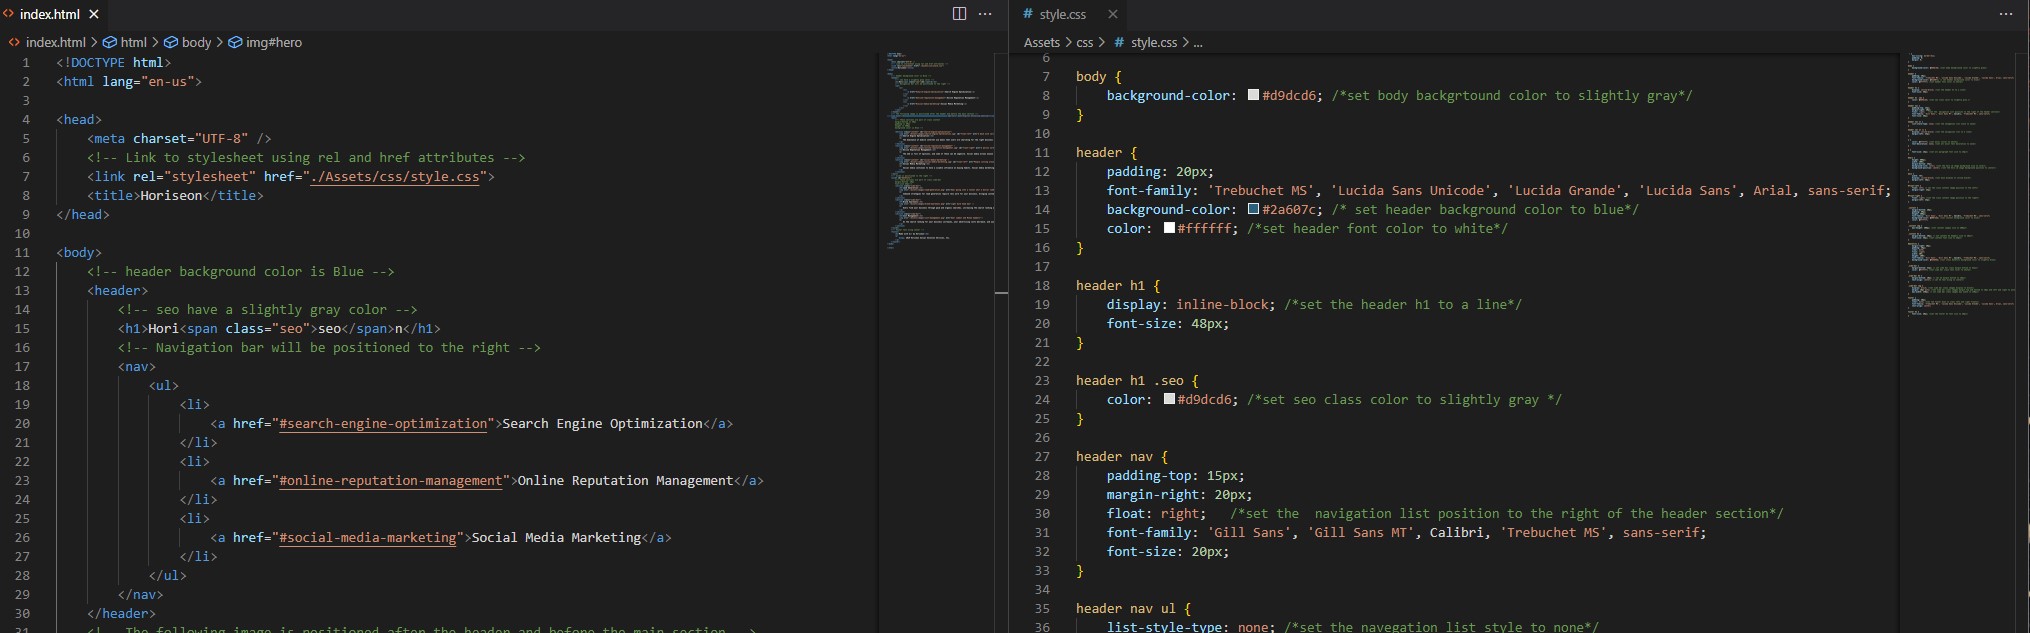 index.html
index.html > html > body > img#hero
1 <!DOCTYPE html>
2 <html lang="en-us">
3
4 <head>
5 <meta charset="UTF-8" />
6 <!-- Link to stylesheet using rel and href attributes -->
7 <link rel="stylesheet" href="./Assets/css/style.css">
8 <title>Horiseon</title>
9 </head>
10
11 <body>
12 <!-- header background color is Blue -->
13 <header>
14 <!-- seo have a slightly gray color -->
15 <h1>Hori<span class="seo">seo</span>n</h1>
16 <!-- Navigation bar will be positioned to the right -->
17 <nav>
18 <ul>
19 <li>
20 <a href="#search-engine-optimization">Search Engine Optimization</a>
21 </li>
22 <li>
23 <a href="#online-reputation-management">Online Reputation Management</a>
24 </li>
25 <li>
26 <a href="#social-media-marketing">Social Media Marketing</a>
27 </li>
28 </ul>
29 </nav>
30 </header>
31 <!-- The following image is positioned after the header and before the main section -->
style.css
Assets > css > # style.css > ...
6
7 body {
8 background-color: #d9dcd6; /*set body backgrtound color to slightly gray*/
9 }
10
11 header {
12 padding: 20px;
13 font-family: 'Trebuchet MS', 'Lucida Sans Unicode', 'Lucida Grande', 'Lucida Sans', Arial, sans-serif;
14 background-color: #2a607c; /* set header background color to blue*/
15 color: #ffffff; /*set header font color to white*/
16 }
17
18 header h1 {
19 display: inline-block; /*set the header h1 to a line*/
20 font-size: 48px;
21 }
22
23 header h1 .seo {
24 color: #d9dcd6; /*set seo class color to slightly gray */
25 }
26
27 header nav {
28 padding-top: 15px;
29 margin-right: 20px;
30 float: right; /*set the navigation list position to the right of the header section*/
31 font-family: 'Gill Sans', 'Gill Sans MT', Calibri, 'Trebuchet MS', sans-serif;
32 font-size: 20px;
33 }
34
35 header nav ul {
36 list-style-type: none; /*set the navegation list style to none*/